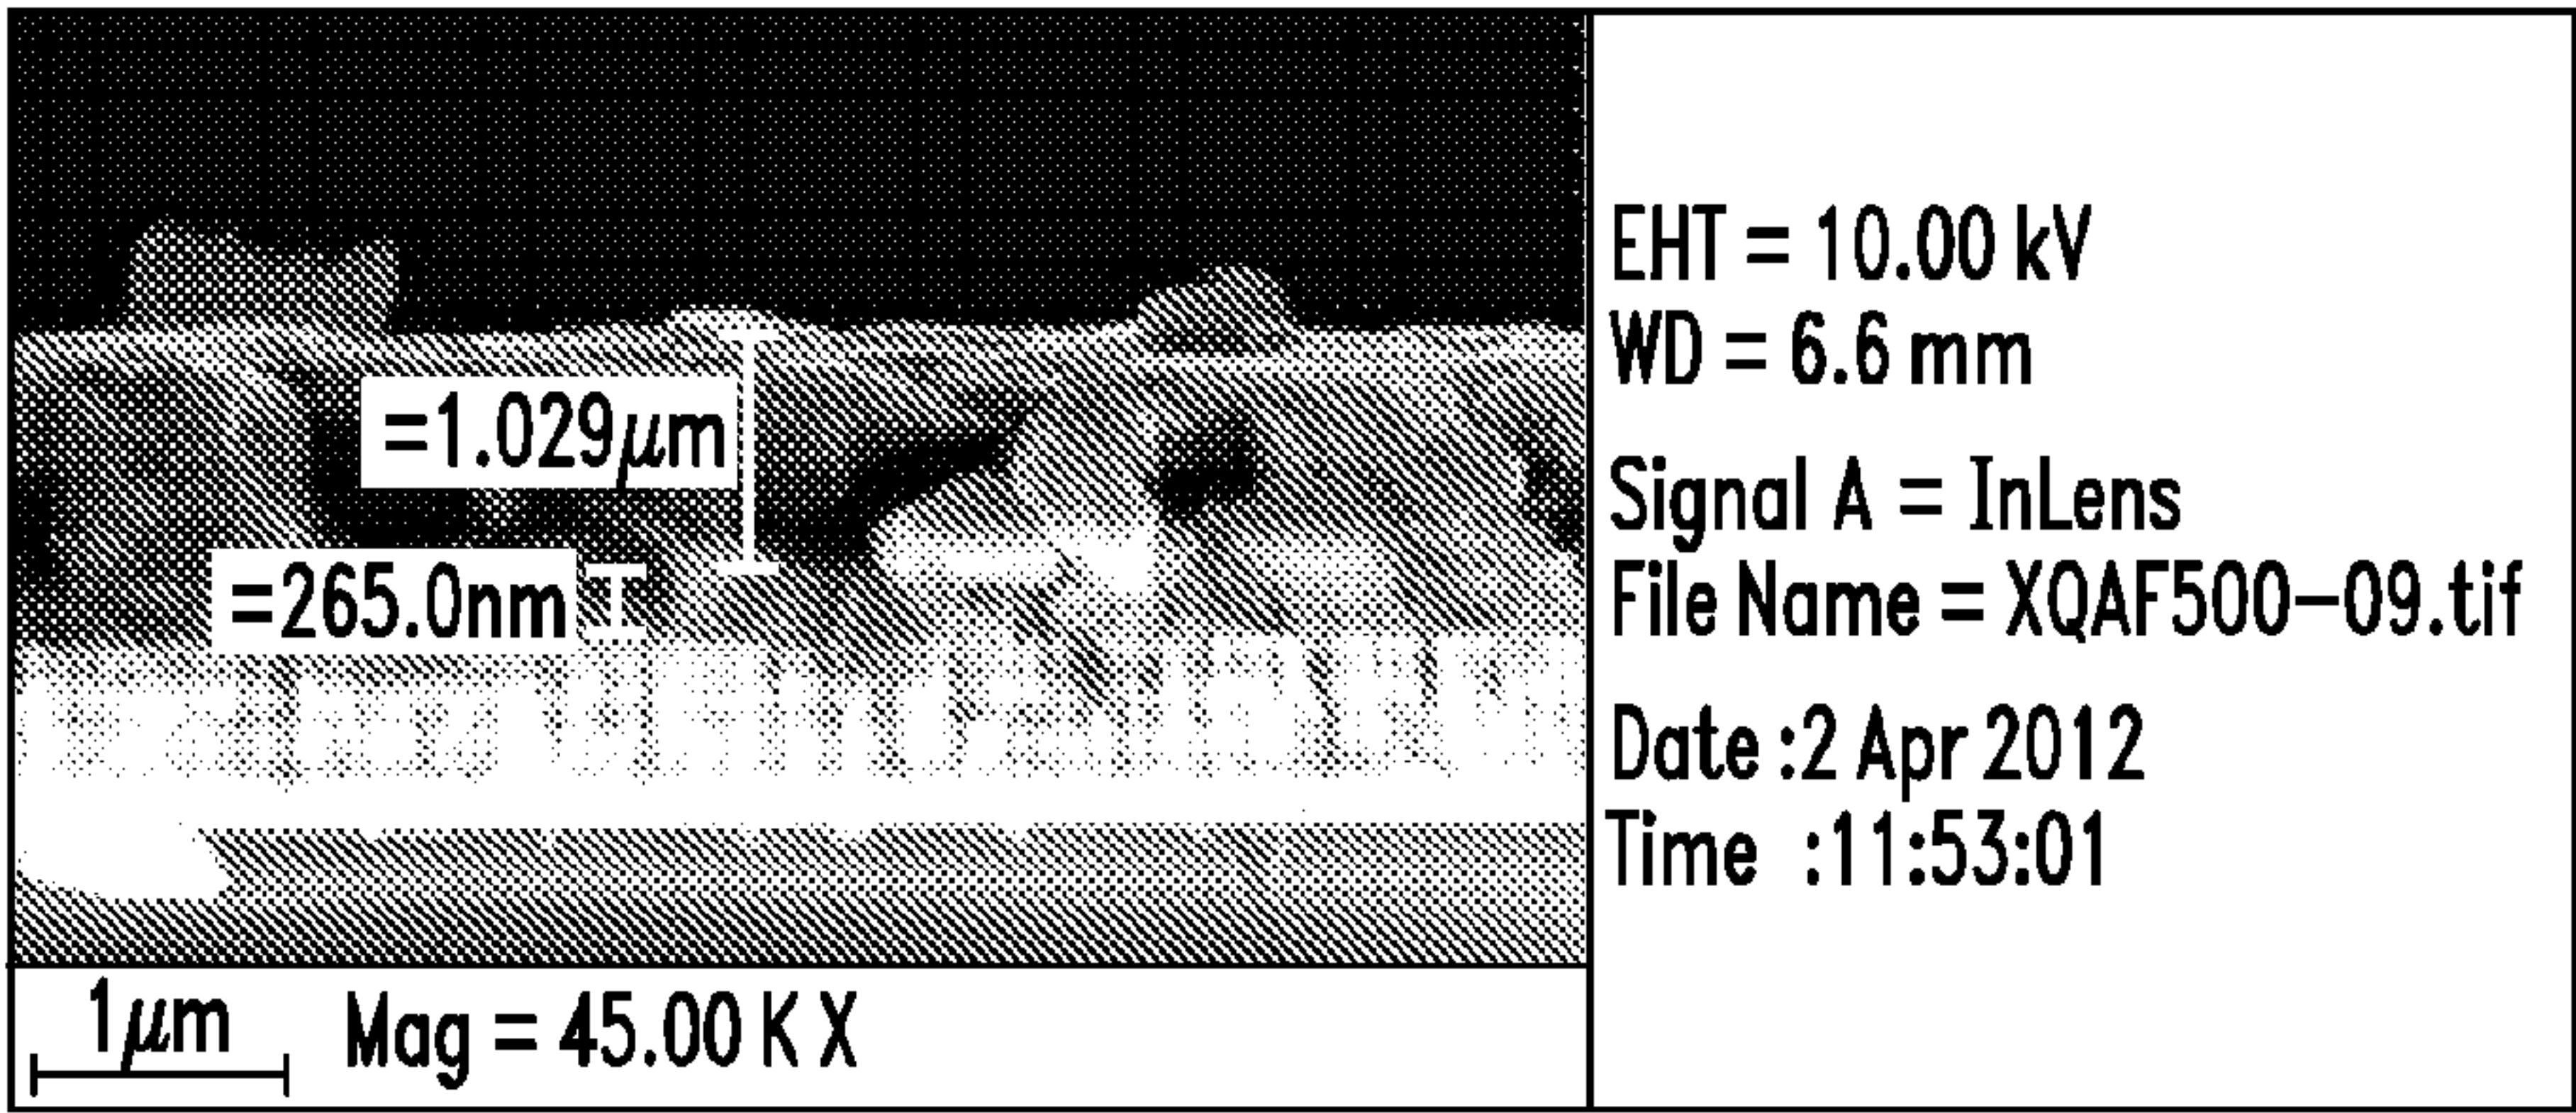 =1.029μm
=265.0nm
1μm
Mag = 45.00 K X
EHT = 10.00 kV
WD = 6.6 mm
Signal A = InLens
File Name = XQAF500-09.tif
Date :2 Apr 2012
Time :11:53:01